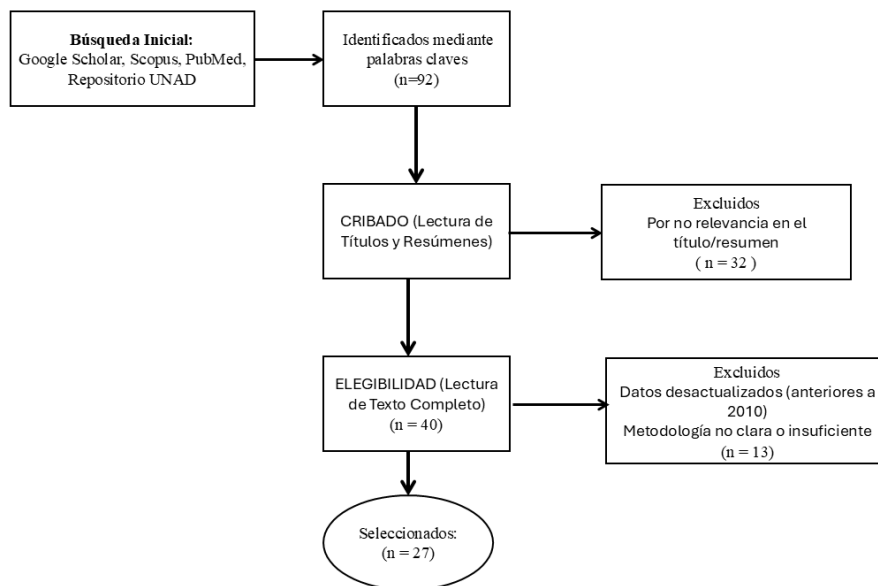 Búsqueda Inicial:
Google Scholar, Scopus, PubMed,
Repositorio UNAD
Identificados mediante
palabras claves
(n=92)
CRIBADO (Lectura de
Títulos y Resúmenes)
Excluidos
Por no relevancia en el
título/resumen
( n = 32 )
ELEGIBILIDAD (Lectura
de Texto Completo)
(n = 40)
Excluidos
Datos desactualizados (anteriores a
2010)
Metodología no clara o insuficiente
(n = 13)
Seleccionados:
(n = 27)